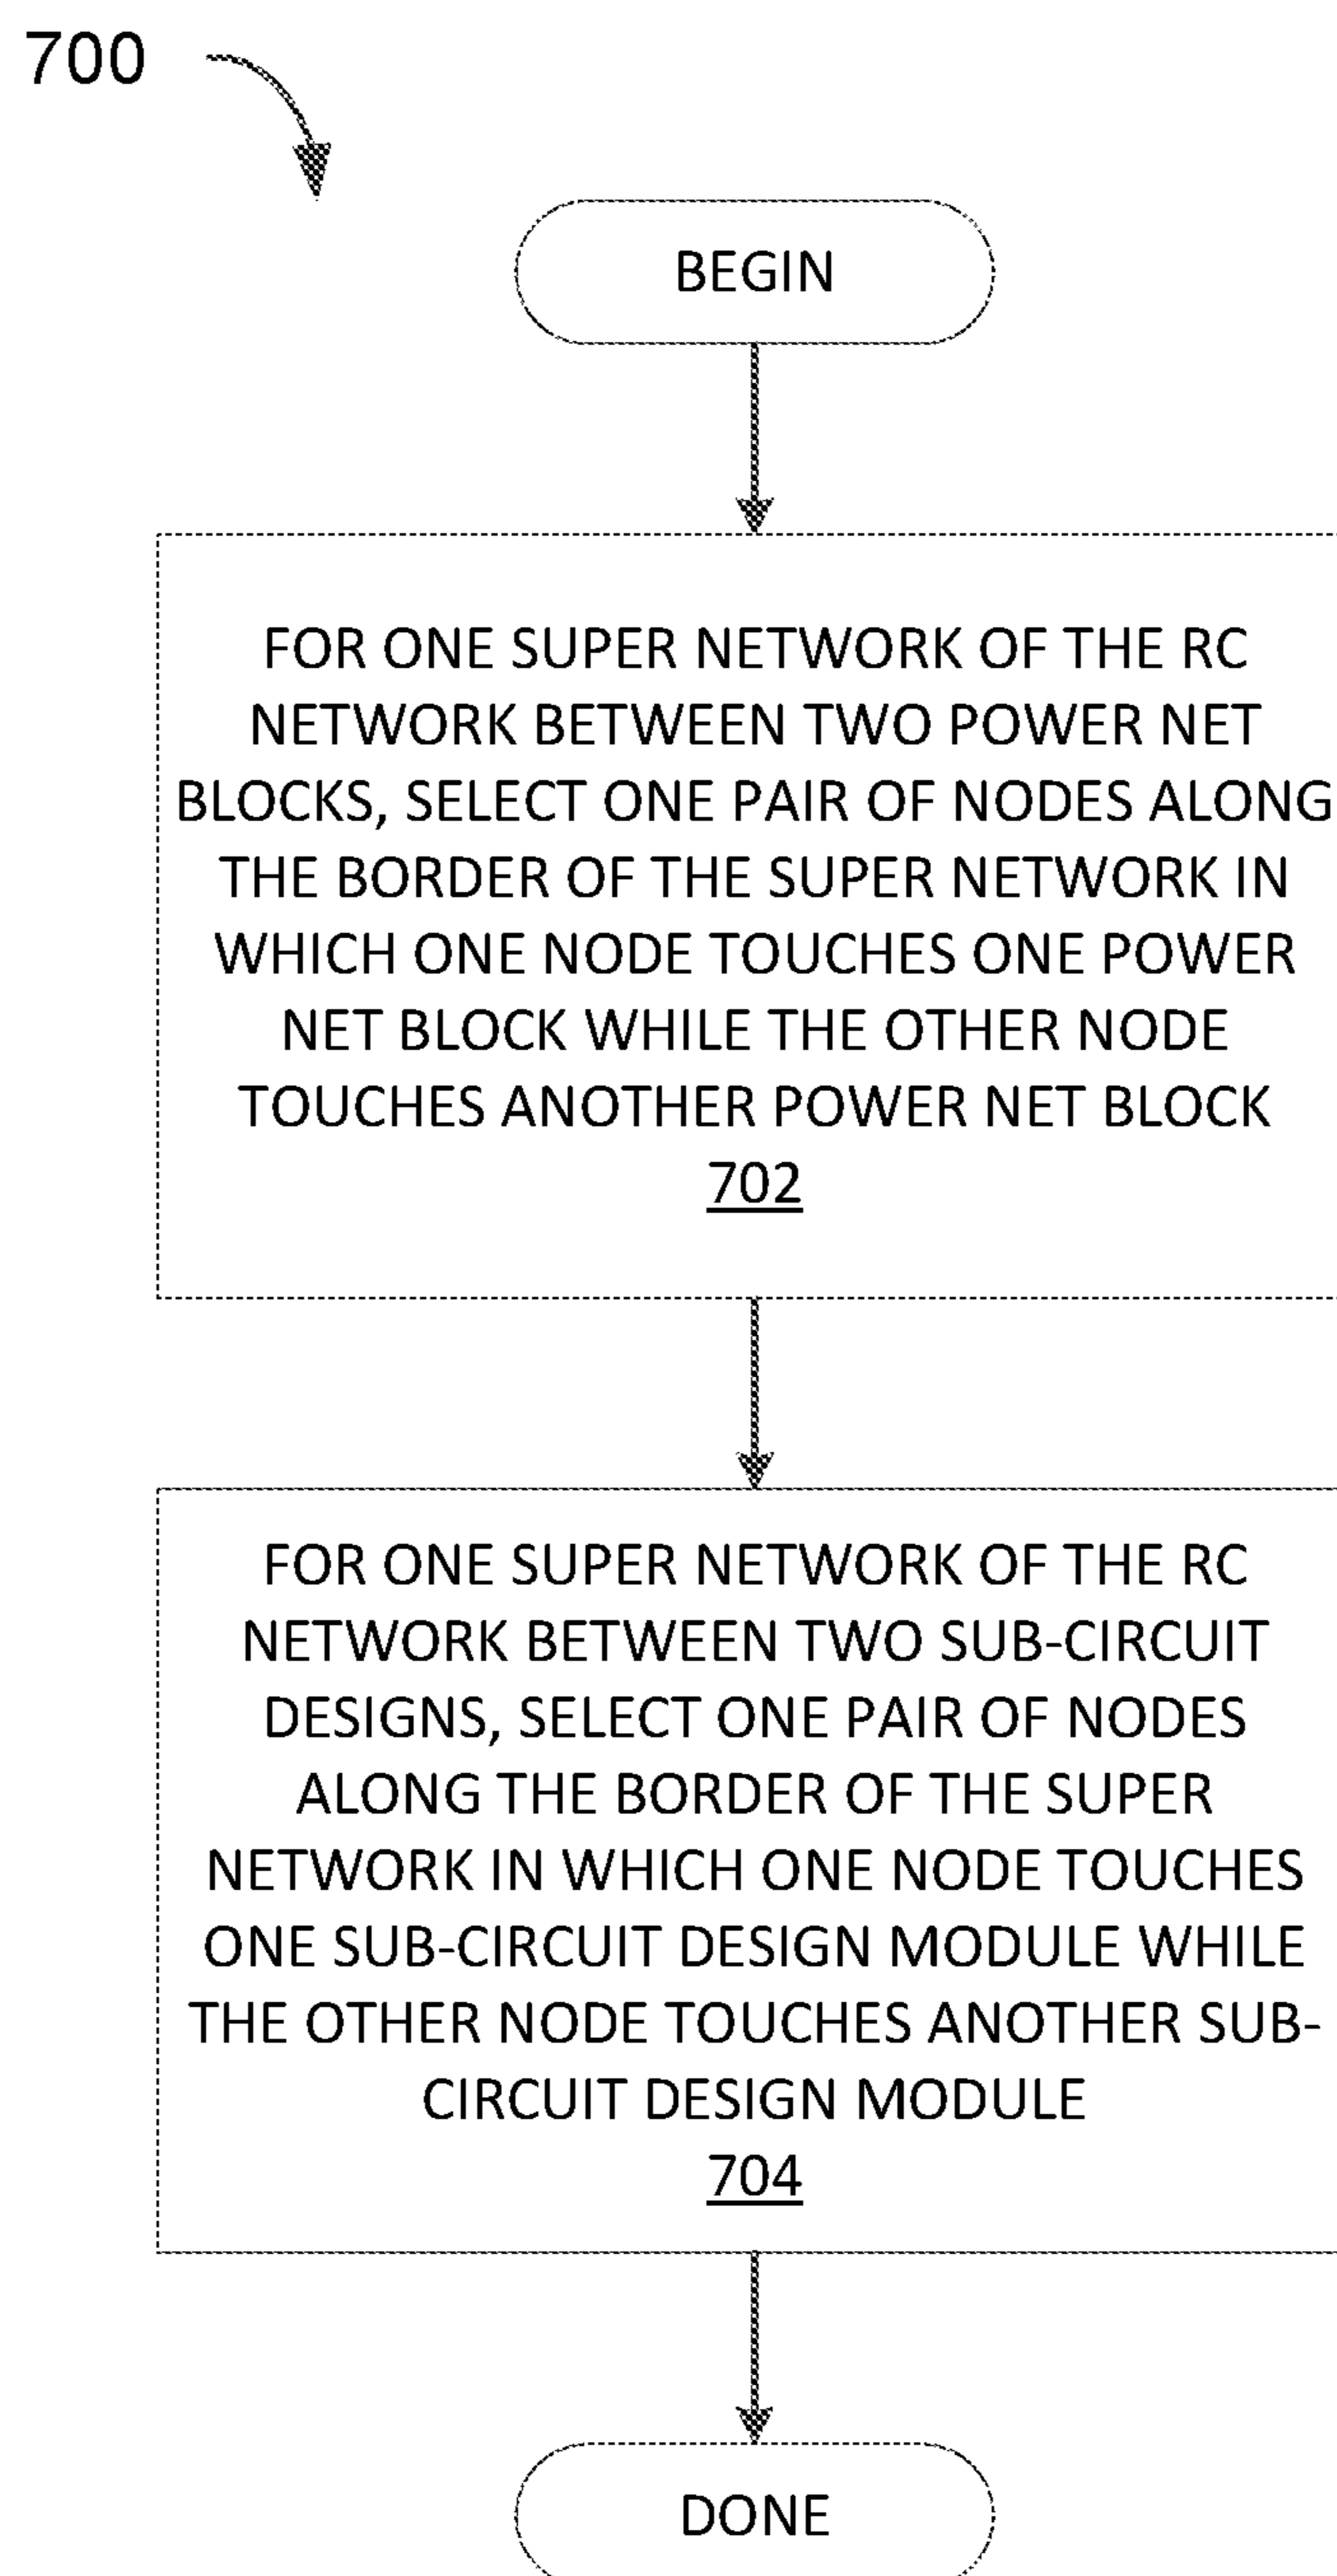 700
BEGIN
FOR ONE SUPER NETWORK OF THE RC
NETWORK BETWEEN TWO POWER NET
BLOCKS, SELECT ONE PAIR OF NODES ALONG
THE BORDER OF THE SUPER NETWORK IN
WHICH ONE NODE TOUCHES ONE POWER
NET BLOCK WHILE THE OTHER NODE
TOUCHES ANOTHER POWER NET BLOCK
702
FOR ONE SUPER NETWORK OF THE RC
NETWORK BETWEEN TWO SUB-CIRCUIT
DESIGNS, SELECT ONE PAIR OF NODES
ALONG THE BORDER OF THE SUPER
NETWORK IN WHICH ONE NODE TOUCHES
ONE SUB-CIRCUIT DESIGN MODULE WHILE
THE OTHER NODE TOUCHES ANOTHER SUB-
CIRCUIT DESIGN MODULE
704
DONE